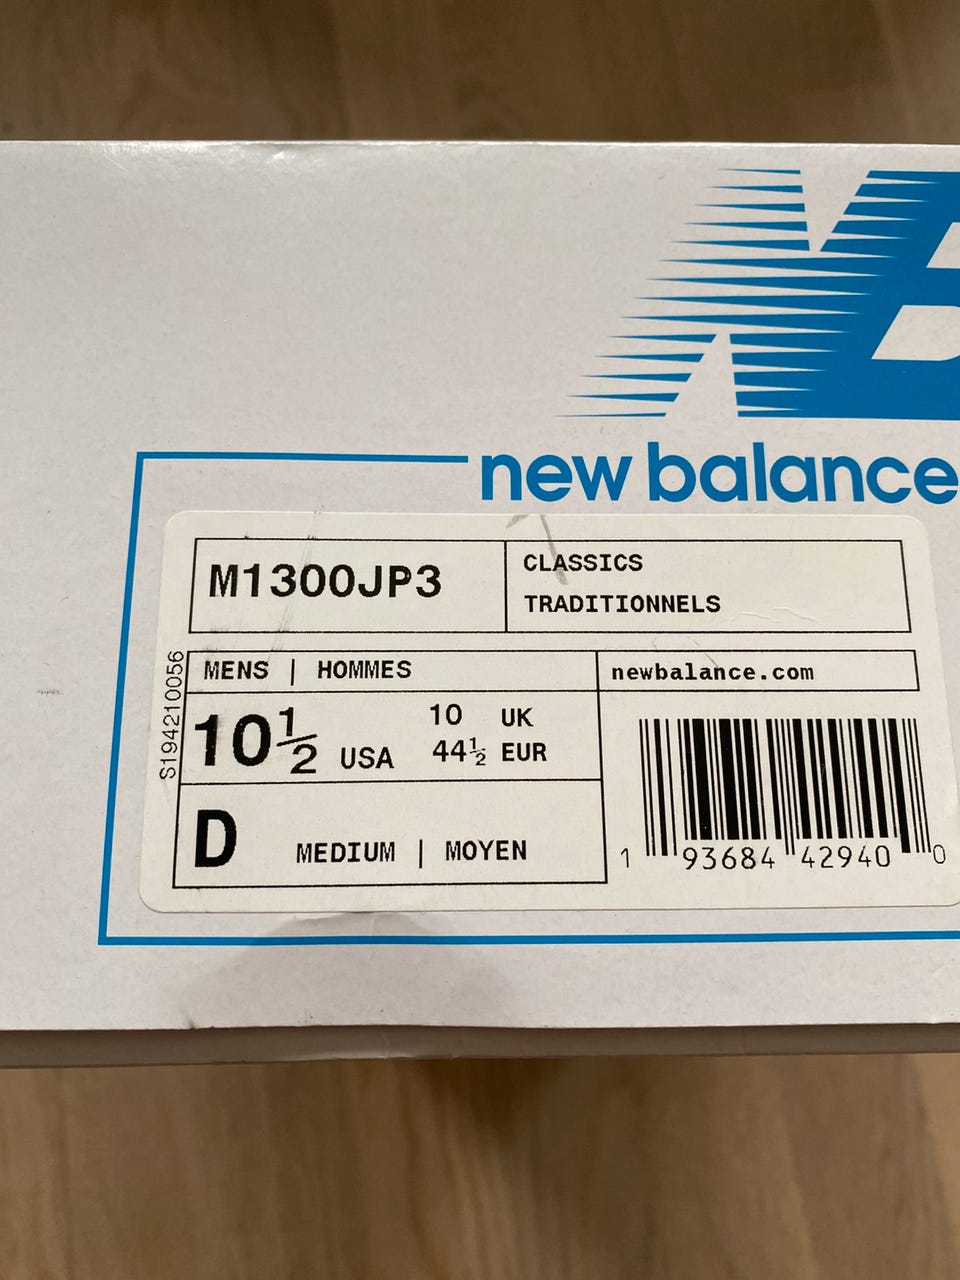 NB
new balance
M1300JP3
CLASSICS
TRADITIONNELS
S194210056
MENS | HOMMES
newbalance.com
10½ USA
10 UK
44½ EUR
D MEDIUM | MOYEN
1 93684 42940 0